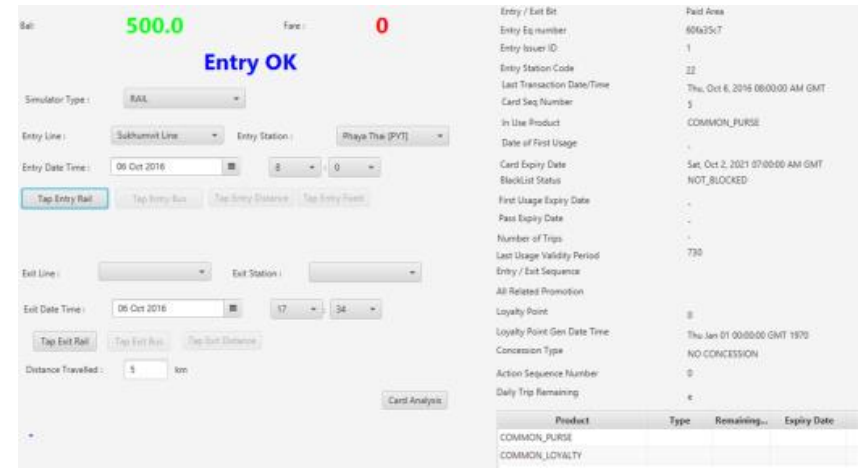 Bal: 500.0 Fare : 0
Entry OK
Simulator Type : RAIL
Entry Line : Sukhumvit Line Entry Station : Phaya Thai [PYT]
Entry Date Time : 06 Oct 2016 8 : 0
Tap Entry Rail Tap Entry Bus Tap Entry Distance Tap Entry Fixed
Exit Line : Exit Station :
Exit Date Time : 06 Oct 2016 17 : 34
Tap Exit Rail Tap Exit Bus Tap Exit Distance
Distance Travelled : 5 km
Card Analysis
Entry / Exit Bit Paid Area
Entry Eq number
Entry Issuer ID 1
Entry Station Code 22
Last Transaction Date/Time Thu, Oct 6, 2016 08:00:00 AM GMT
Card Seq Number 5
In Use Product COMMON_PURSE
Date of First Usage -
Card Expiry Date Sat, Oct 2, 2021 07:00:00 AM GMT
BlackList Status NOT_BLOCKED
First Usage Expiry Date -
Pass Expiry Date -
Number of Trips -
Last Usage Validity Period 730
Entry / Exit Sequence
All Related Promotion
Loyalty Point 0
Loyalty Point Gen Date Time Thu Jan 01 00:00:00 GMT 1970
Concession Type NO CONCESSION
Action Sequence Number 0
Daily Trip Remaining e
Product Type Remaining... Expiry Date
COMMON_PURSE
COMMON_LOYALTY